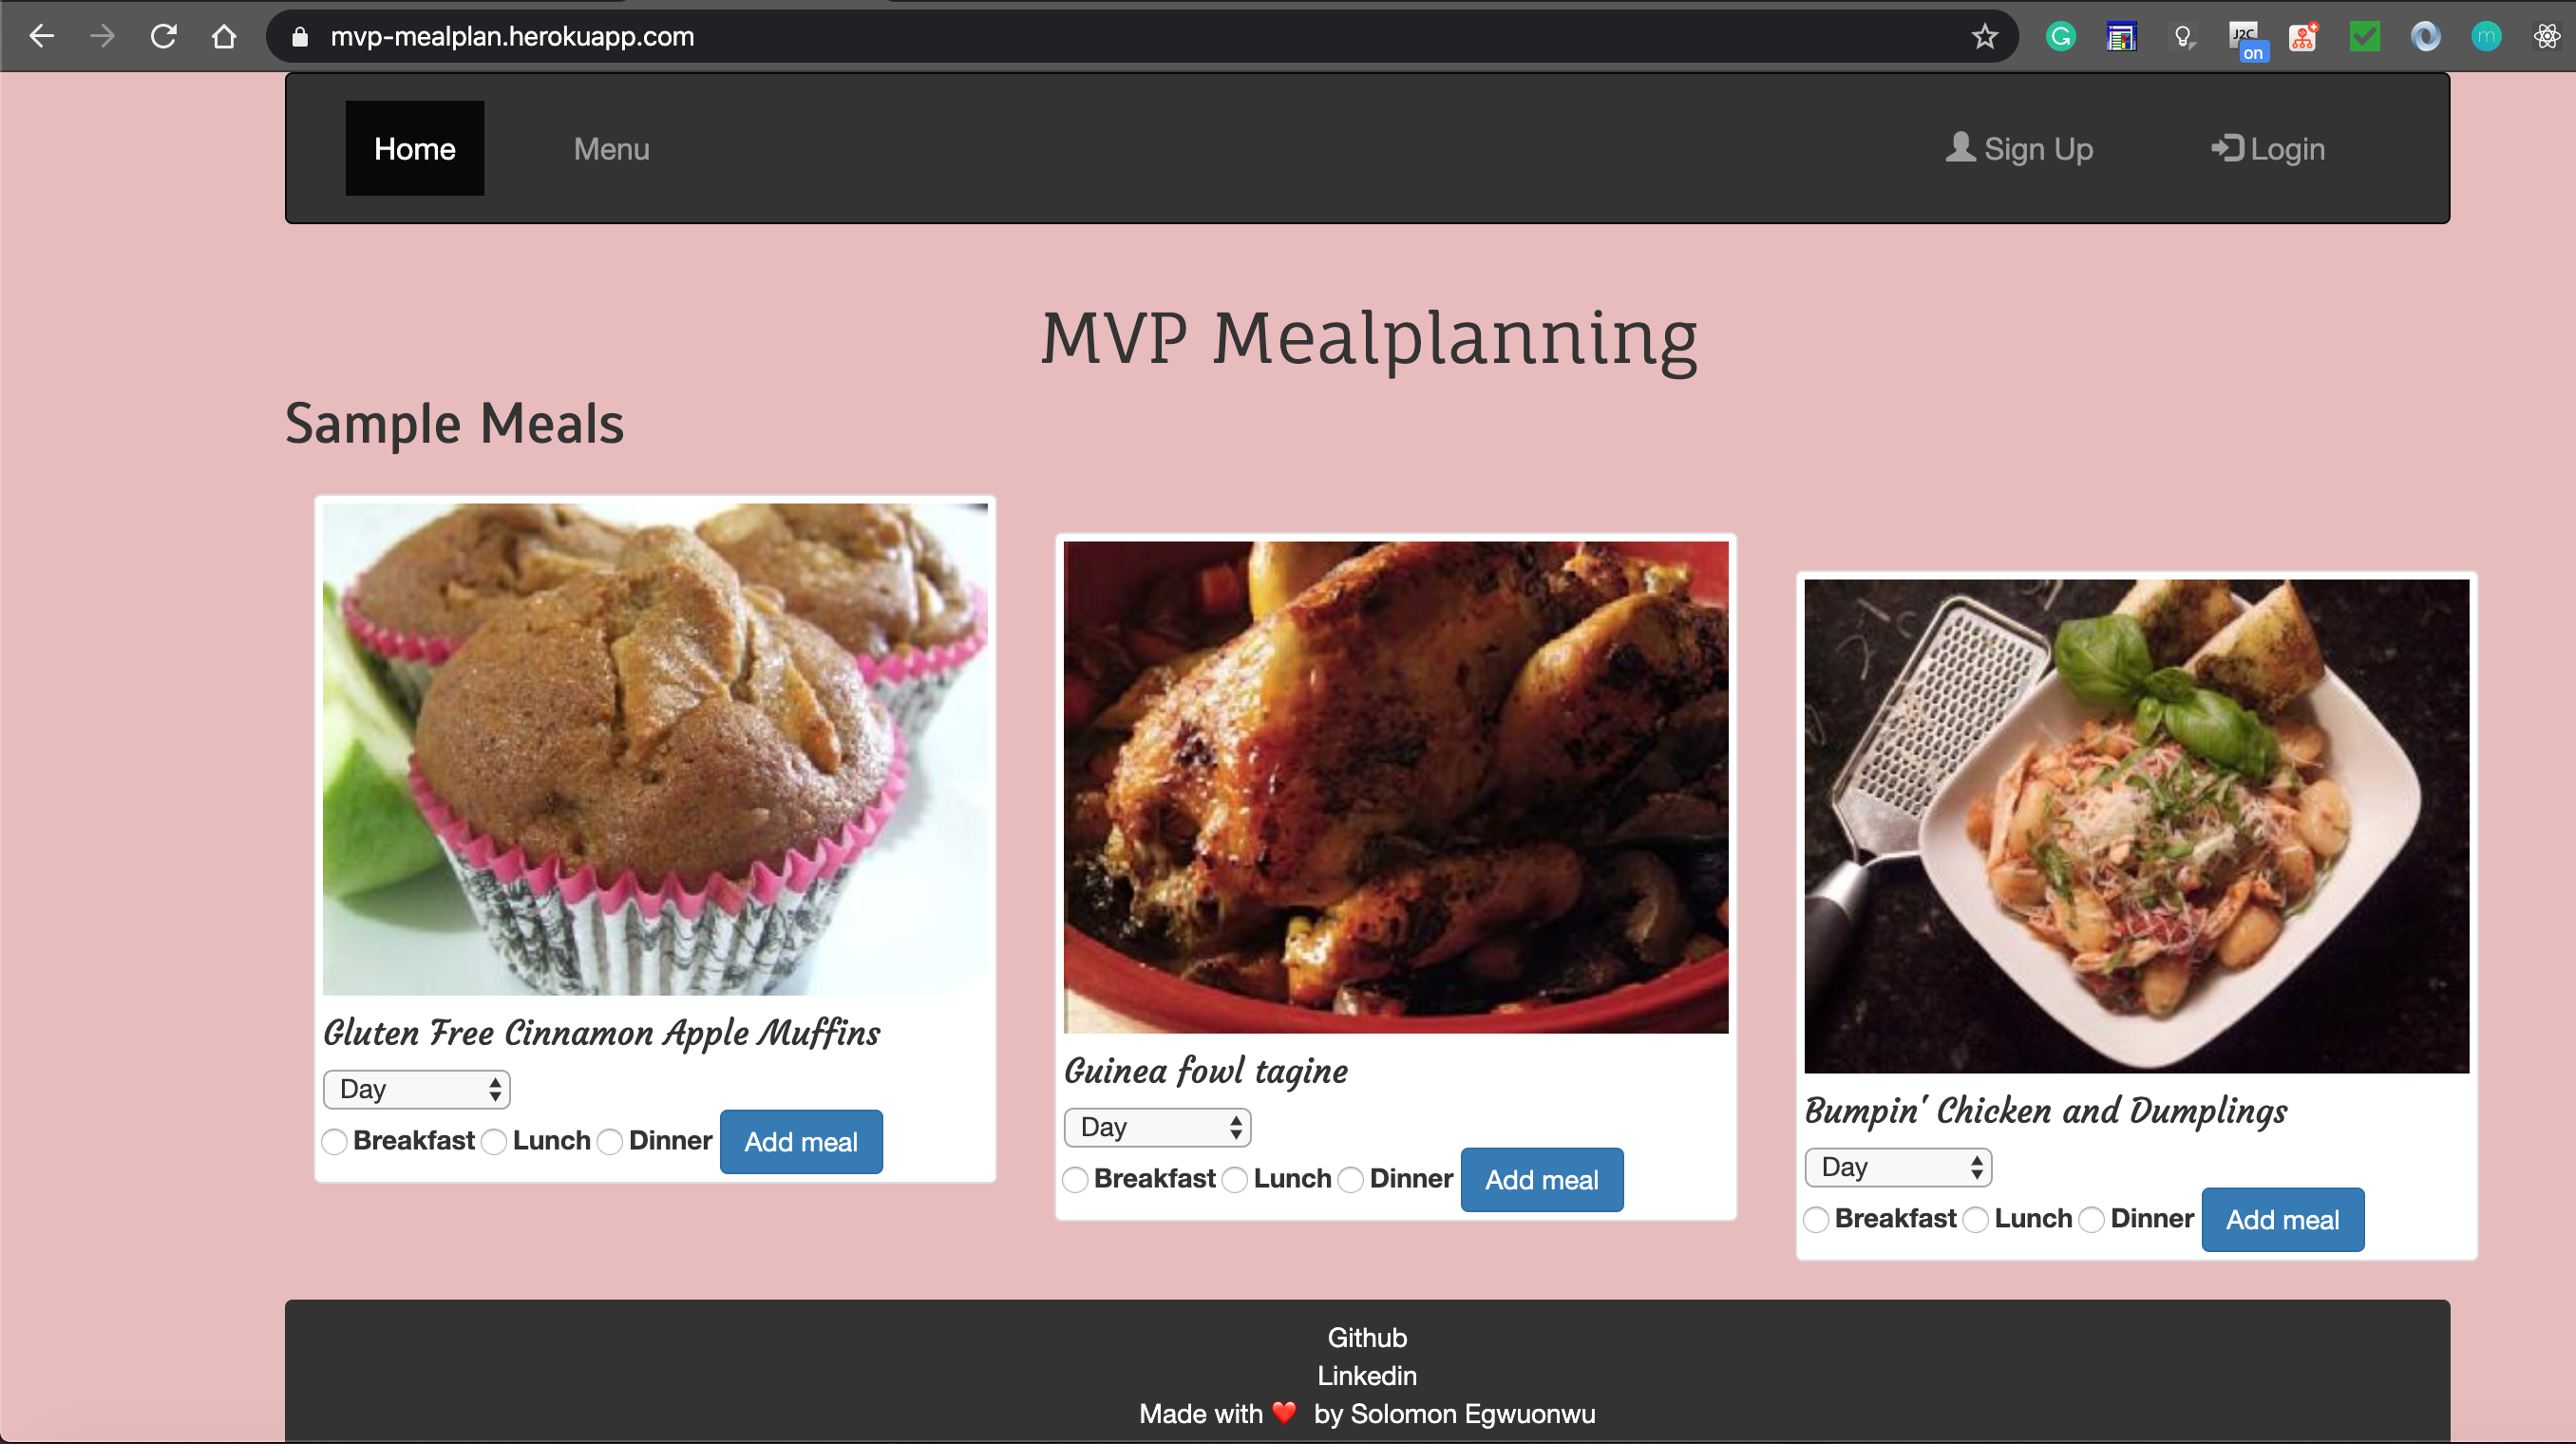 mvp-mealplan.herokuapp.com
J2C
on
Home
Menu
Sign Up
Login
MVP Mealplanning
Sample Meals
Gluten Free Cinnamon Apple Muffins
Day
Breakfast Lunch Dinner Add meal
Guinea fowl tagine
Day
Breakfast Lunch Dinner Add meal
Bumpin' Chicken and Dumplings
Day
Breakfast Lunch Dinner Add meal
Github
Linkedin
Made with ❤️ by Solomon Egwuonwu